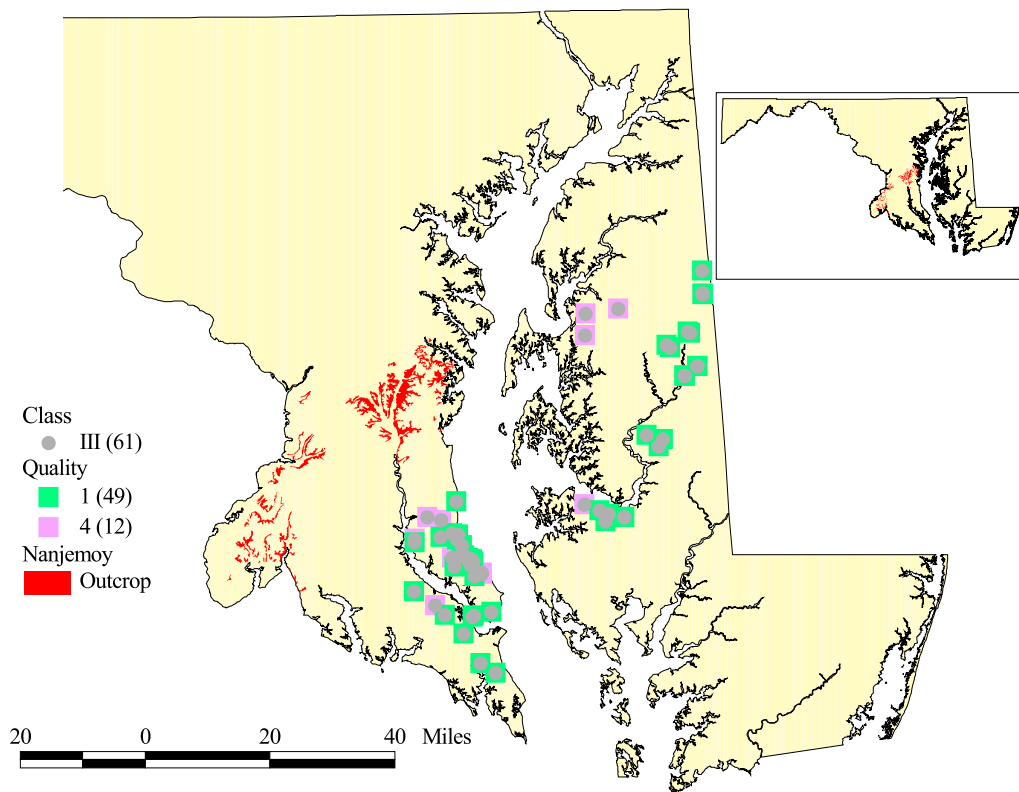 Class
III (61)
Quality
1 (49)
4 (12)
Nanjemoy
Outcrop
20 0 20 40 Miles